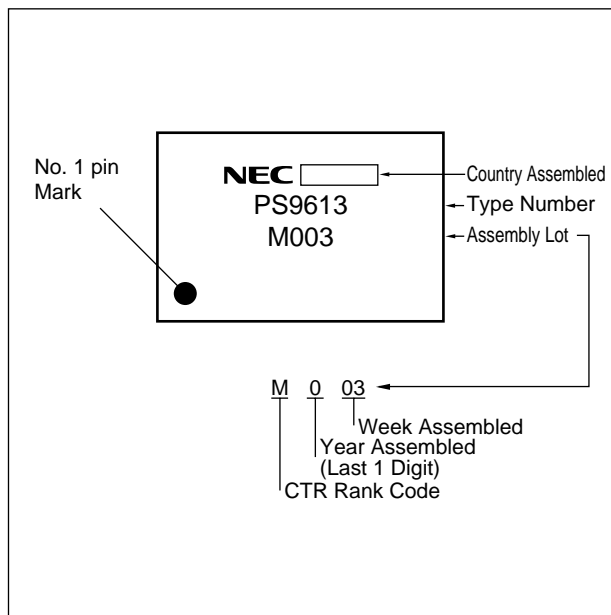 No. 1 pin
Mark
NEC
Country Assembled
PS9613
Type Number
M003
Assembly Lot
M 0 03
Week Assembled
Year Assembled
(Last 1 Digit)
CTR Rank Code